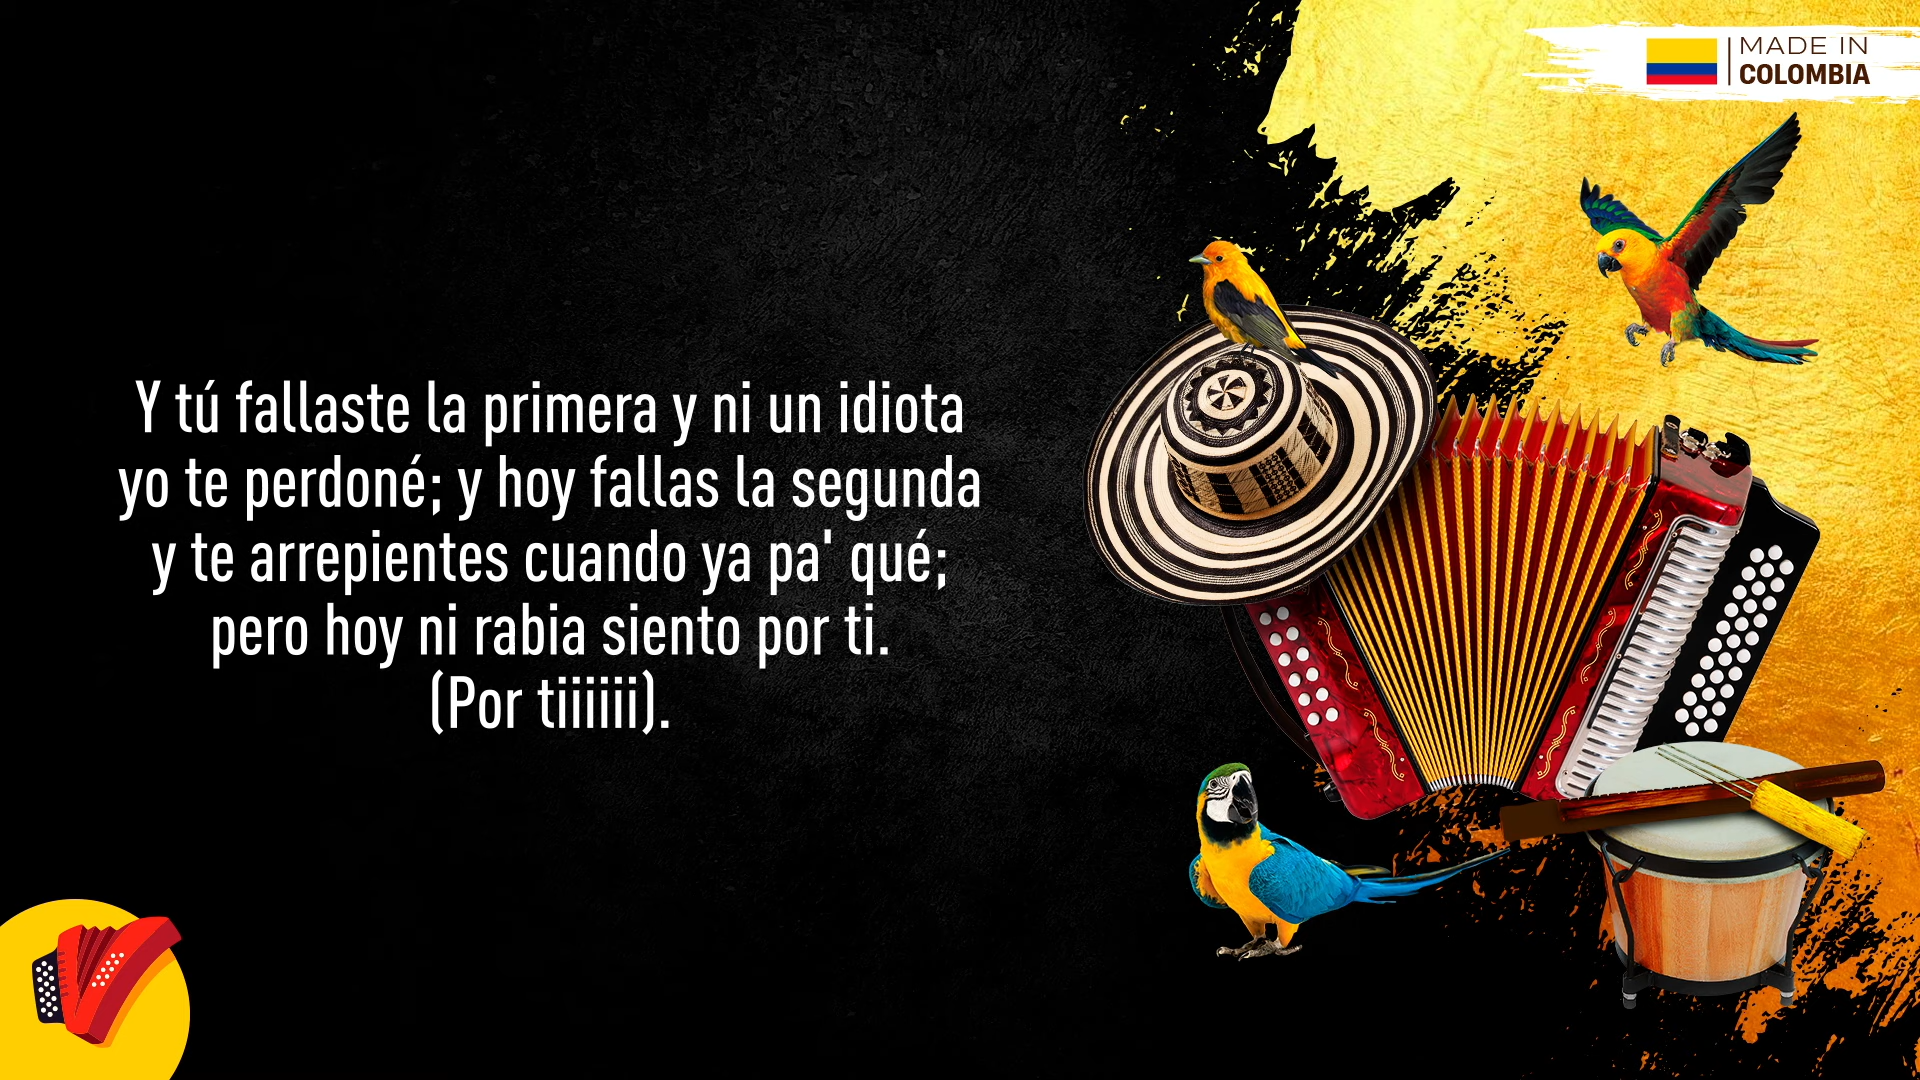 MADE IN
COLOMBIA
Y tú fallaste la primera y ni un idiota
yo te perdoné; y hoy fallas la segunda
y te arrepientes cuando ya pa' qué;
pero hoy ni rabia siento por ti.
(Por tiiiiii).